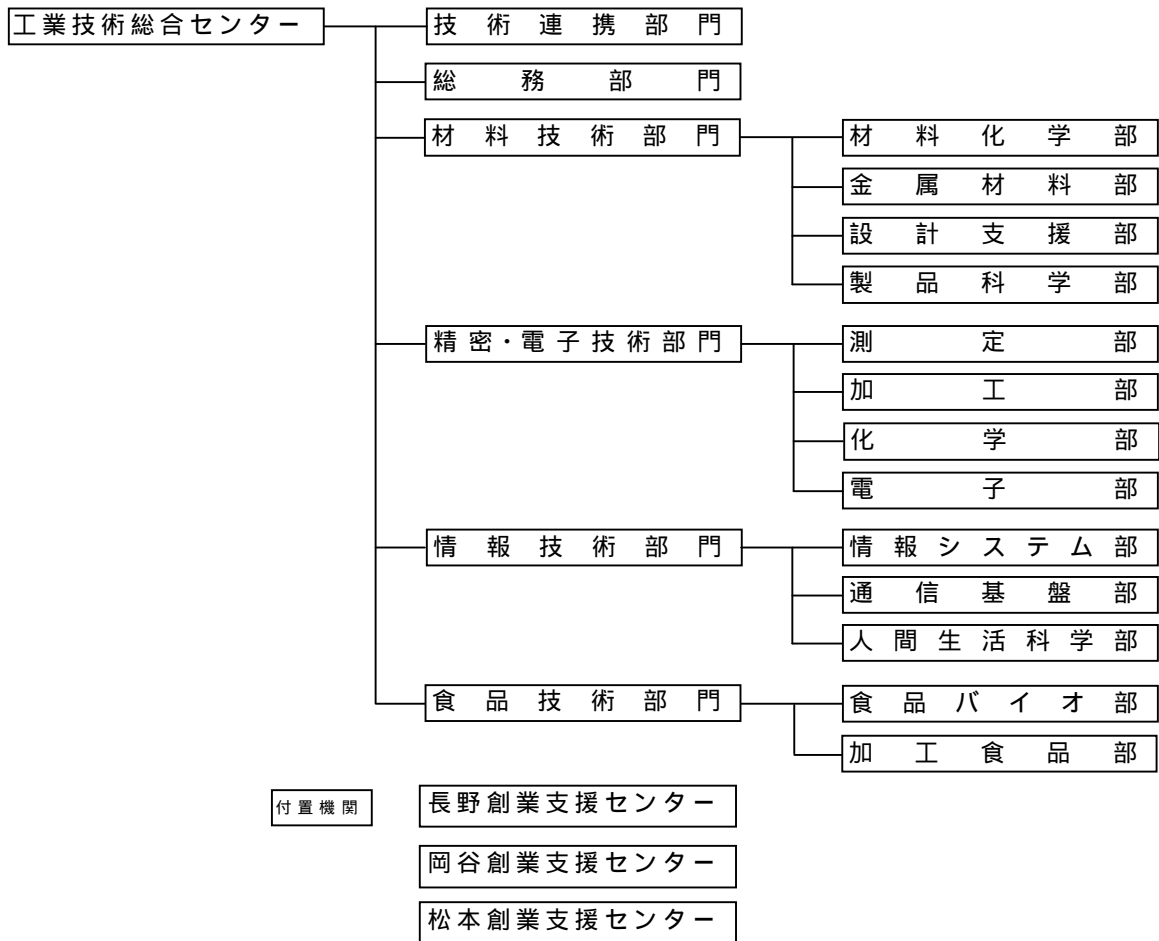 工業技術総合センター
技術連携部門
総務部門
材料技術部門
材料化学部
金属材料部
設計支援部
製品科学部
精密・電子技術部門
測定部
加工部
化学部
電子部
情報技術部門
情報システム部
通信基盤部
人間生活科学部
食品技術部門
食品バイオ部
加工食品部
付置機関
長野創業支援センター
岡谷創業支援センター
松本創業支援センター